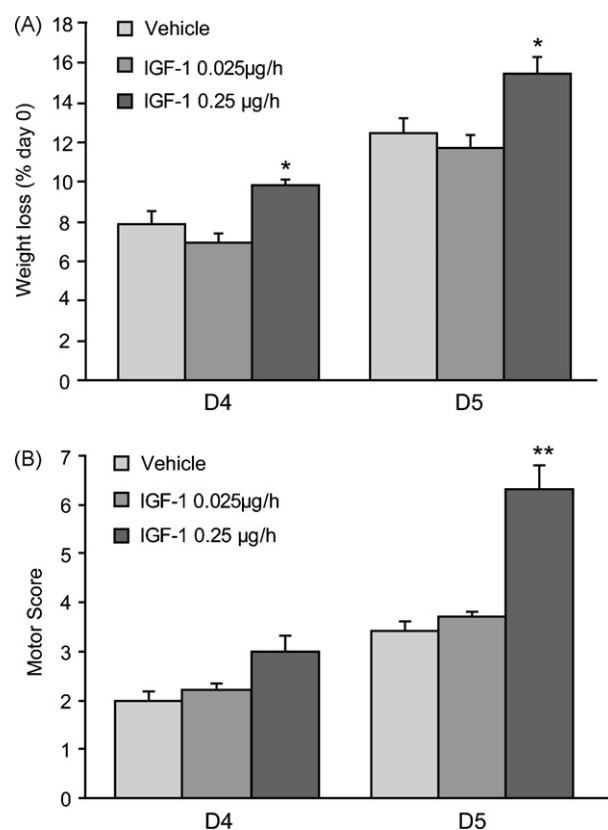 (A)
Vehicle
IGF-1 0.025µg/h
IGF-1 0.25 µg/h
Weight loss (% day 0)
18
16
14
12
10
8
6
4
2
0
*
*
D4
D5
(B)
Vehicle
IGF-1 0.025µg/h
IGF-1 0.25 µg/h
Motor Score
7
6
5
4
3
2
1
0
**
D4
D5